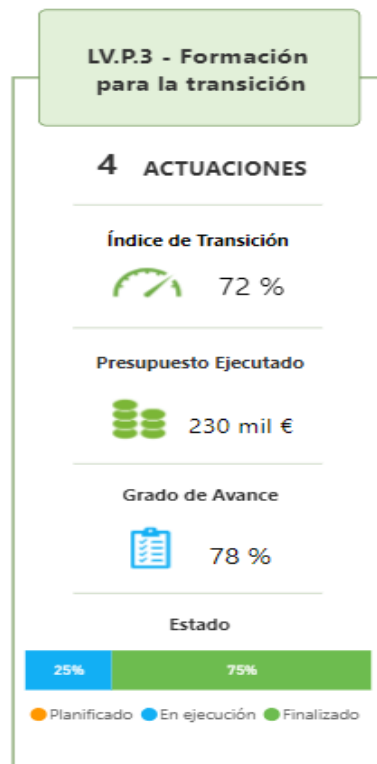 LV.P.3 - Formación
para la transición
4 ACTUACIONES
Índice de Transición
72 %
Presupuesto Ejecutado
230 mil €
Grado de Avance
78 %
Estado
25% 75%
Planificado En ejecución Finalizado